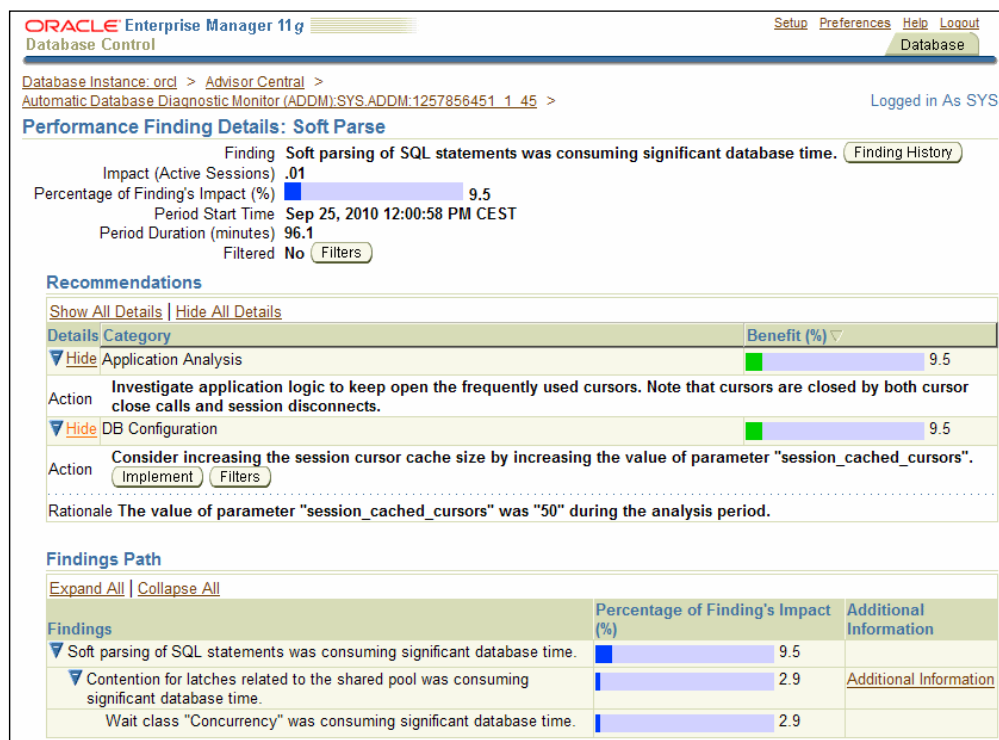 ORACLE Enterprise Manager 11g
Database Control
Setup Preferences Help Logout
Database
Database Instance: orcl > Advisor Central >
Automatic Database Diagnostic Monitor (ADDM):SYS.ADDM:1257856451_1_45 >
Logged in As SYS
Performance Finding Details: Soft Parse
Finding Soft parsing of SQL statements was consuming significant database time. Finding History
Impact (Active Sessions) .01
Percentage of Finding's Impact (%) 9.5
Period Start Time Sep 25, 2010 12:00:58 PM CEST
Period Duration (minutes) 96.1
Filtered No Filters
Recommendations
Show All Details | Hide All Details
Details Category Benefit (%)
Hide Application Analysis 9.5
Action Investigate application logic to keep open the frequently used cursors. Note that cursors are closed by both cursor
close calls and session disconnects.
Hide DB Configuration 9.5
Action Consider increasing the session cursor cache size by increasing the value of parameter "session_cached_cursors".
Implement Filters
Rationale The value of parameter "session_cached_cursors" was "50" during the analysis period.
Findings Path
Expand All | Collapse All
Findings Percentage of Finding's Impact (%) Additional Information
Soft parsing of SQL statements was consuming significant database time. 9.5
Contention for latches related to the shared pool was consuming significant database time. 2.9 Additional Information
Wait class "Concurrency" was consuming significant database time. 2.9